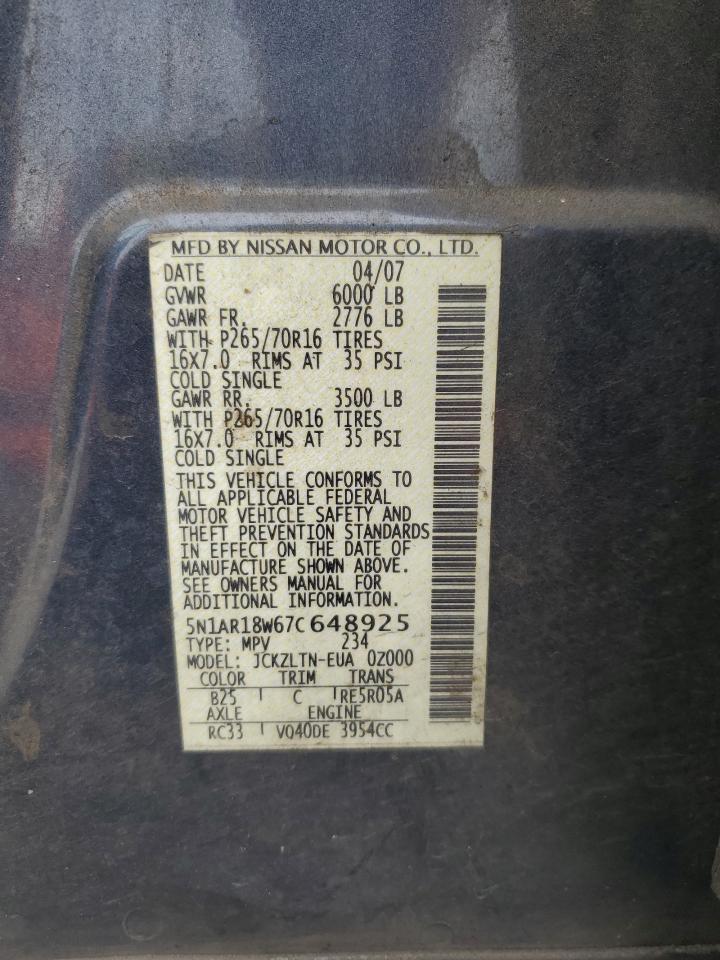 MFD BY NISSAN MOTOR CO., LTD.
DATE 04/07
GVWR 6000 LB
GAWR FR. 2776 LB
WITH P265/70R16 TIRES
16X7.0 RIMS AT 35 PSI
COLD SINGLE
GAWR RR. 3500 LB
WITH P265/70R16 TIRES
16X7.0 RIMS AT 35 PSI
COLD SINGLE
THIS VEHICLE CONFORMS TO
ALL APPLICABLE FEDERAL
MOTOR VEHICLE SAFETY AND
THEFT PREVENTION STANDARDS
IN EFFECT ON THE DATE OF
MANUFACTURE SHOWN ABOVE.
SEE OWNERS MANUAL FOR
ADDITIONAL INFORMATION.
5N1AR18W67C648925
TYPE: MPV 234
MODEL: JCKZLTN-EUA 0Z000
COLOR TRIM TRANS
B25 C RE5R05A
AXLE ENGINE
RC33 VQ40DE 3954CC